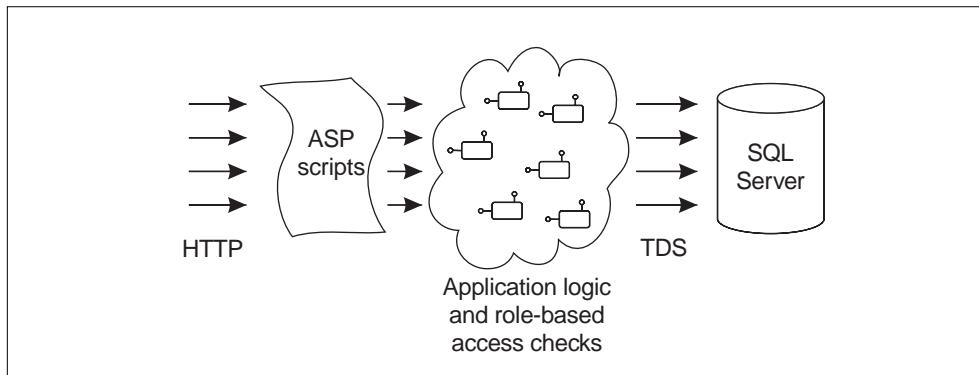 ASP
scripts
SQL
Server
HTTP
TDS
Application logic
and role-based
access checks